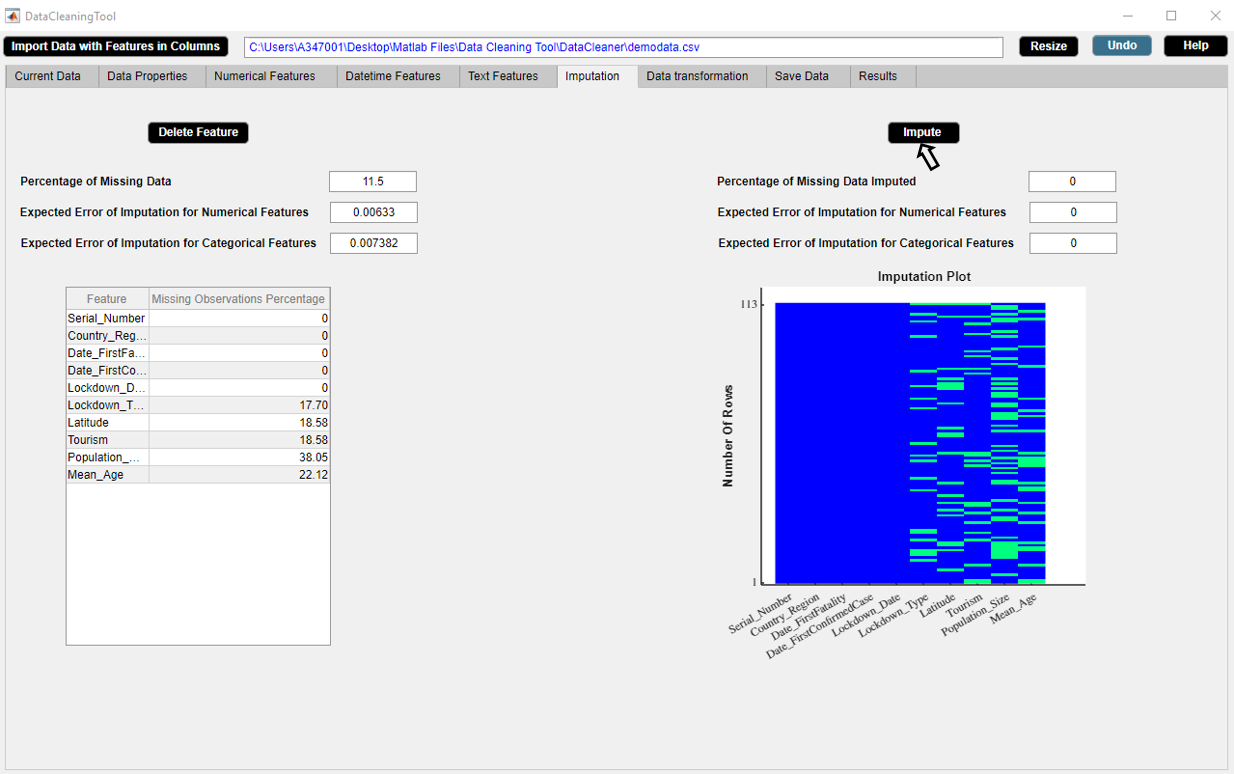 DataCleaningTool
Import Data with Features in Columns C:\Users\A347001\Desktop\Matlab Files\Data Cleaning Tool\DataCleaner\demodata.csv Resize Undo Help
Current Data Data Properties Numerical Features Datetime Features Text Features Imputation Data transformation Save Data Results
Delete Feature Impute
Percentage of Missing Data 11.5 Percentage of Missing Data Imputed 0
Expected Error of Imputation for Numerical Features 0.00633 Expected Error of Imputation for Numerical Features 0
Expected Error of Imputation for Categorical Features 0.007382 Expected Error of Imputation for Categorical Features 0
Feature Missing Observations Percentage
Serial_Number 0
Country_Reg... 0
Date_FirstFa... 0
Date_FirstCo... 0
Lockdown_D... 0
Lockdown_T... 17.70
Latitude 18.58
Tourism 18.58
Population_... 38.05
Mean_Age 22.12
Imputation Plot
113
Number Of Rows
1
Serial_Number
Country_Region
Date_FirstFatality
Date_FirstConfirmedCase
Lockdown_Date
Lockdown_Type
Latitude
Tourism
Population_Size
Mean_Age